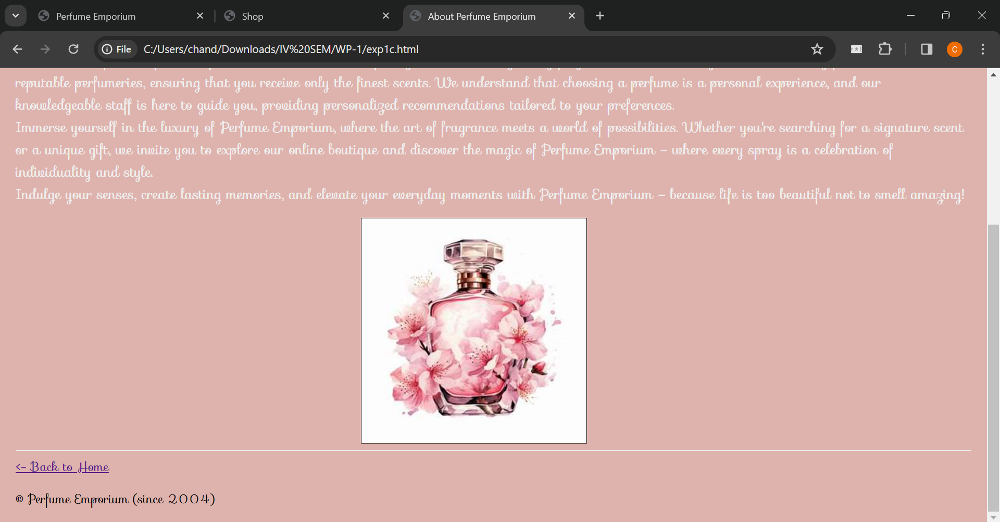 Perfume Emporium
Shop
About Perfume Emporium
File
C:/Users/chand/Downloads/IV%20SEM/WP-1/exp1c.html
C
reputable perfumeries, ensuring that you receive only the finest scents. We understand that choosing a perfume is a personal experience, and our
knowledgeable staff is here to guide you, providing personalized recommendations tailored to your preferences.
Immerse yourself in the luxury of Perfume Emporium, where the art of fragrance meets a world of possibilities. Whether you're searching for a signature scent
or a unique gift, we invite you to explore our online boutique and discover the magic of Perfume Emporium – where every spray is a celebration of
individuality and style.
Indulge your senses, create lasting memories, and elevate your everyday moments with Perfume Emporium – because life is too beautiful not to smell amazing!
<- Back to Home
© Perfume Emporium (since 2004)